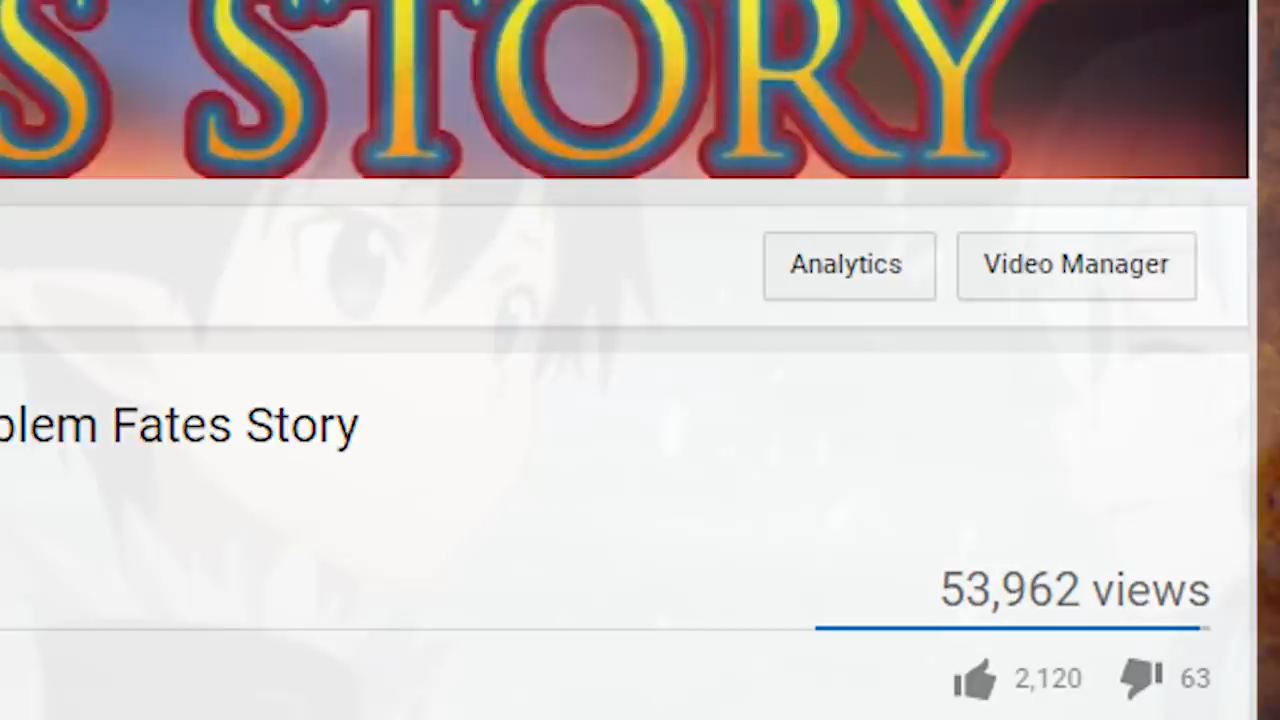 S STORY
Analytics
Video Manager
blem Fates Story
53,962 views
2,120
63